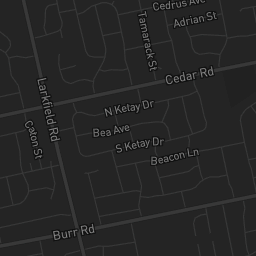 Cedrus Ave
Adrian St
Tamarack St
Cedar Rd
Larkfield Rd
N Ketay Dr
Bea Ave
Caton St
S Ketay Dr
Beacon Ln
Burr Rd